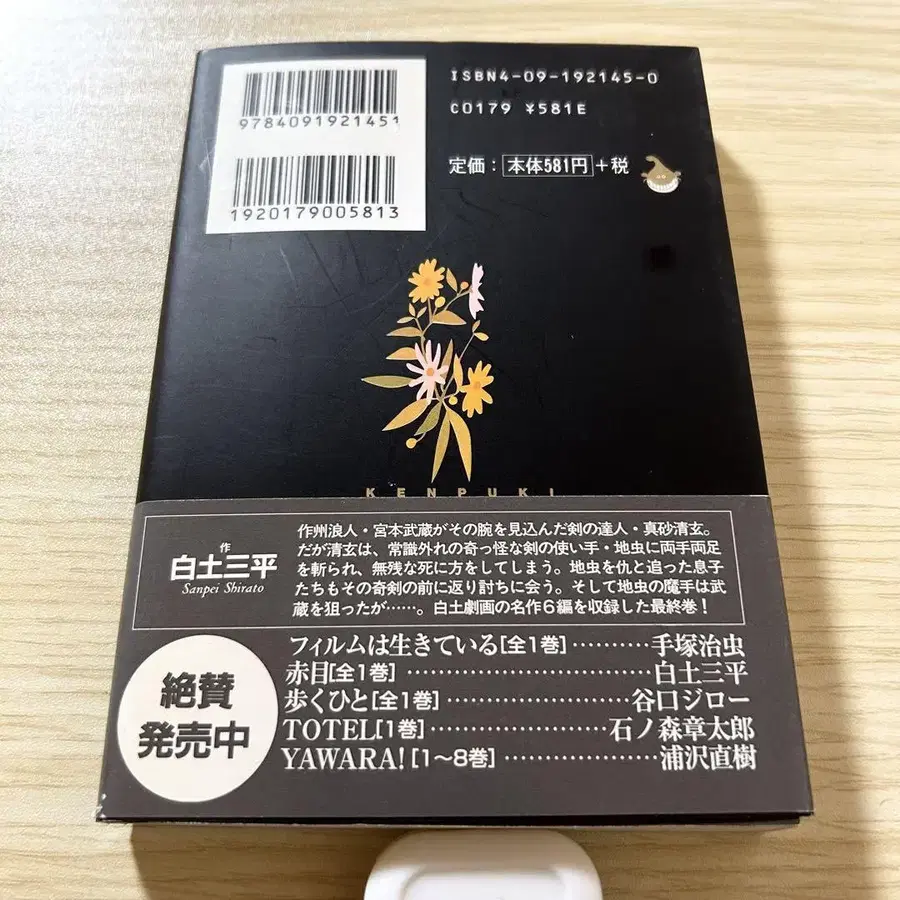 9784091921451
1920179005813
ISBN4-09-192145-0
C0179 ¥581E
定価：本体581円＋税
KENPUKI
作
白土三平
Sanpei Shirato
作州浪人・宮本武蔵がその腕を見込んだ剣の達人・真砂清玄。
だが清玄は、常識外れの奇っ怪な剣の使い手・地虫に両手両足
を斬られ、無残な死に方をしてしまう。地虫を仇と追った息子
たちもその奇剣の前に返り討ちに会う。そして地虫の魔手は武
蔵を狙ったが……。白土劇画の名作6編を収録した最終巻！
絶賛
発売中
フィルムは生きている[全1巻]…………手塚治虫
赤目[全1巻]……………………………白土三平
歩くひと[全1巻]………………………谷口ジロー
TOTEL[1巻]…………………………石ノ森章太郎
YAWARA![1〜8巻]……………………浦沢直樹